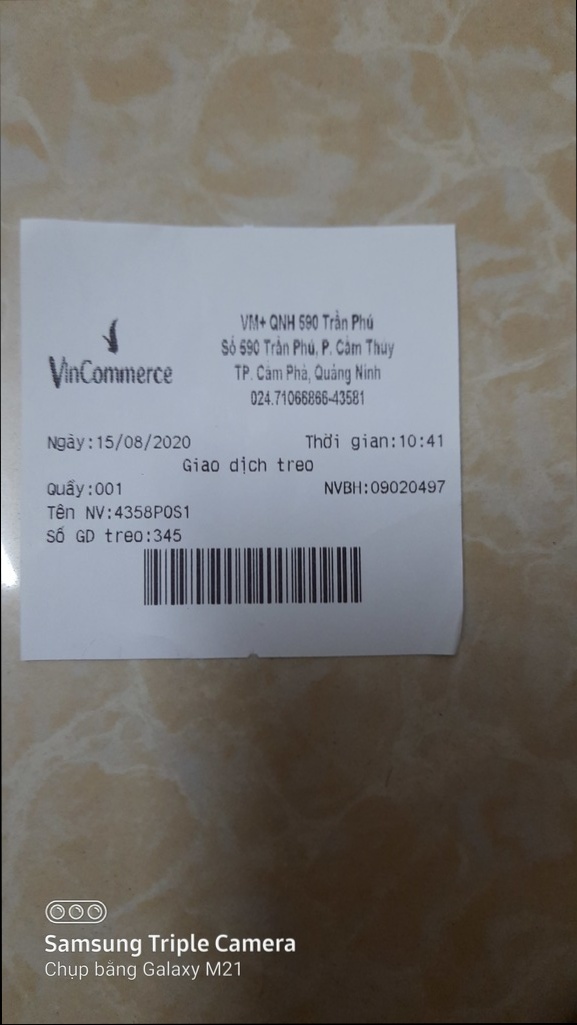 VinCommerce
VM+ QNH 590 Trần Phú
Số 590 Trần Phú, P. Cẩm Thủy
TP. Cẩm Phả, Quảng Ninh
024.71066866-43581
Ngày:15/08/2020 Thời gian:10:41
Giao dịch treo
Quầy:001 NVBH:09020497
Tên NV:4358POS1
Số GD treo:345
Samsung Triple Camera
Chụp bằng Galaxy M21